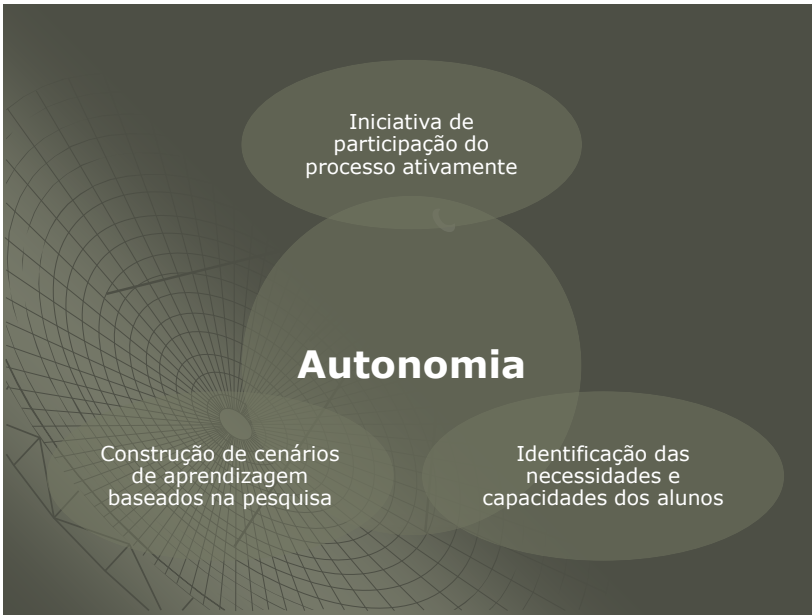 Iniciativa de
participação do
processo ativamente
Autonomia
Construção de cenários
de aprendizagem
baseados na pesquisa
Identificação das
necessidades e
capacidades dos alunos